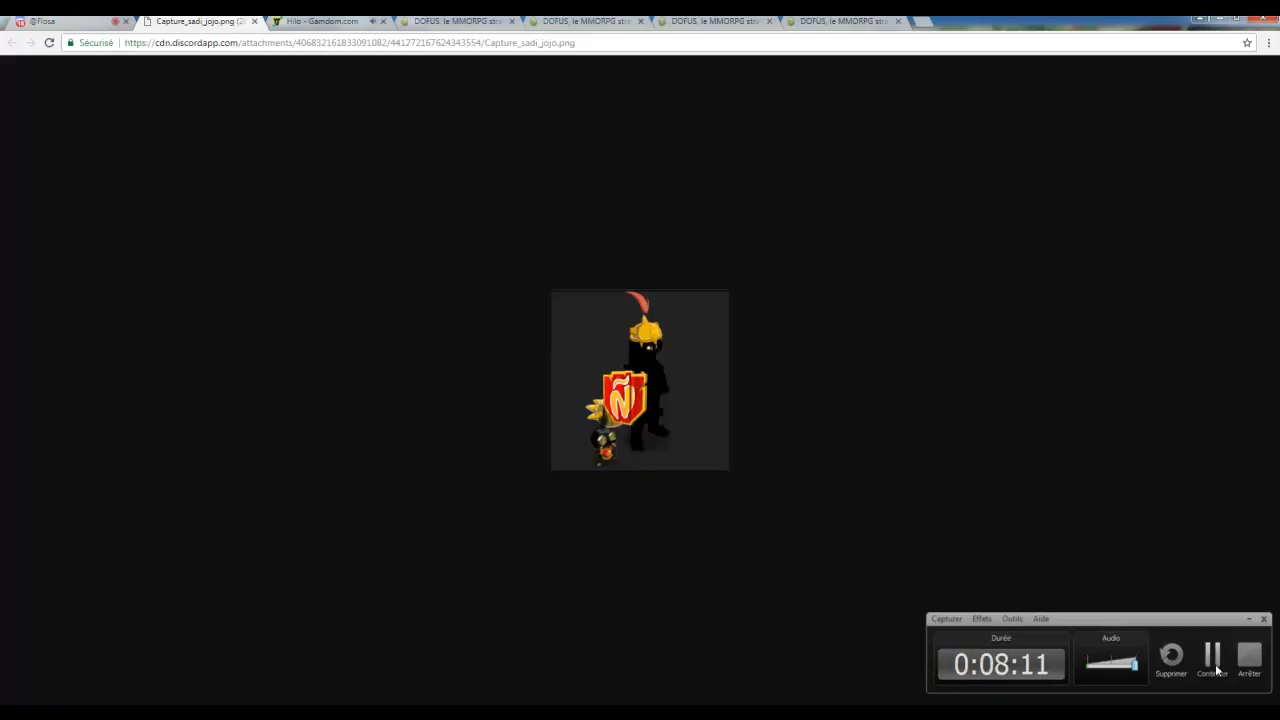 @Flosa
Capture_sadi_jojo.png (2
Hilo - Gamdom.com
DOFUS, le MMORPG stra
DOFUS, le MMORPG stra
DOFUS, le MMORPG stra
DOFUS, le MMORPG stra
Sécurisé
https://cdn.discordapp.com/attachments/406832161833091082/441272167624343554/Capture_sadi_jojo.png
Ñ
Capturer Effets Outils Aide
Durée
Audio
0:08:11
Supprimer
Arrêter